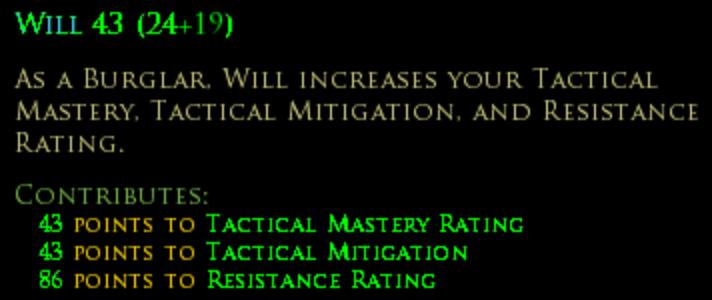 Will 43 (24+19)
As a Burglar, Will increases your Tactical
Mastery, Tactical Mitigation, and Resistance
Rating.
Contributes:
43 points to Tactical Mastery Rating
43 points to Tactical Mitigation
86 points to Resistance Rating